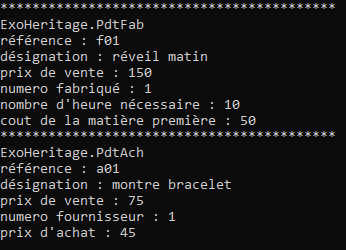 ******************************************
ExoHeritage.PdtFab
référence : f01
désignation : réveil matin
prix de vente : 150
numero fabriqué : 1
nombre d'heure nécessaire : 10
cout de la matière première : 50
******************************************
ExoHeritage.PdtAch
référence : a01
désignation : montre bracelet
prix de vente : 75
numero fournisseur : 1
prix d'achat : 45